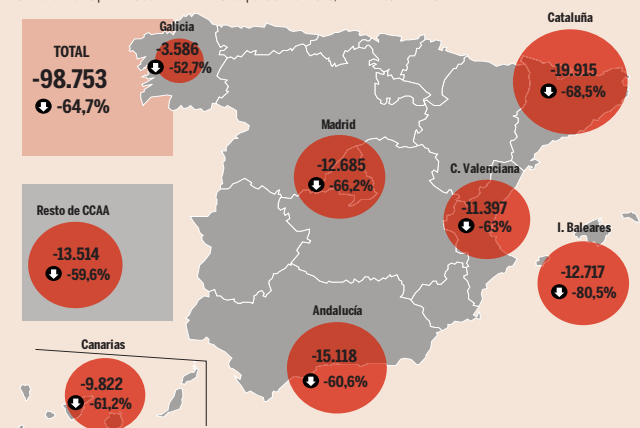 Galicia
-3.586
-52,7%
Cataluña
-19.915
-68,5%
TOTAL
-98.753
-64,7%
Madrid
-12.685
-66,2%
C. Valenciana
-11.397
-63%
Resto de CCAA
-13.514
-59,6%
I. Baleares
-12.717
-80,5%
Andalucía
-15.118
-60,6%
Canarias
-9.822
-61,2%